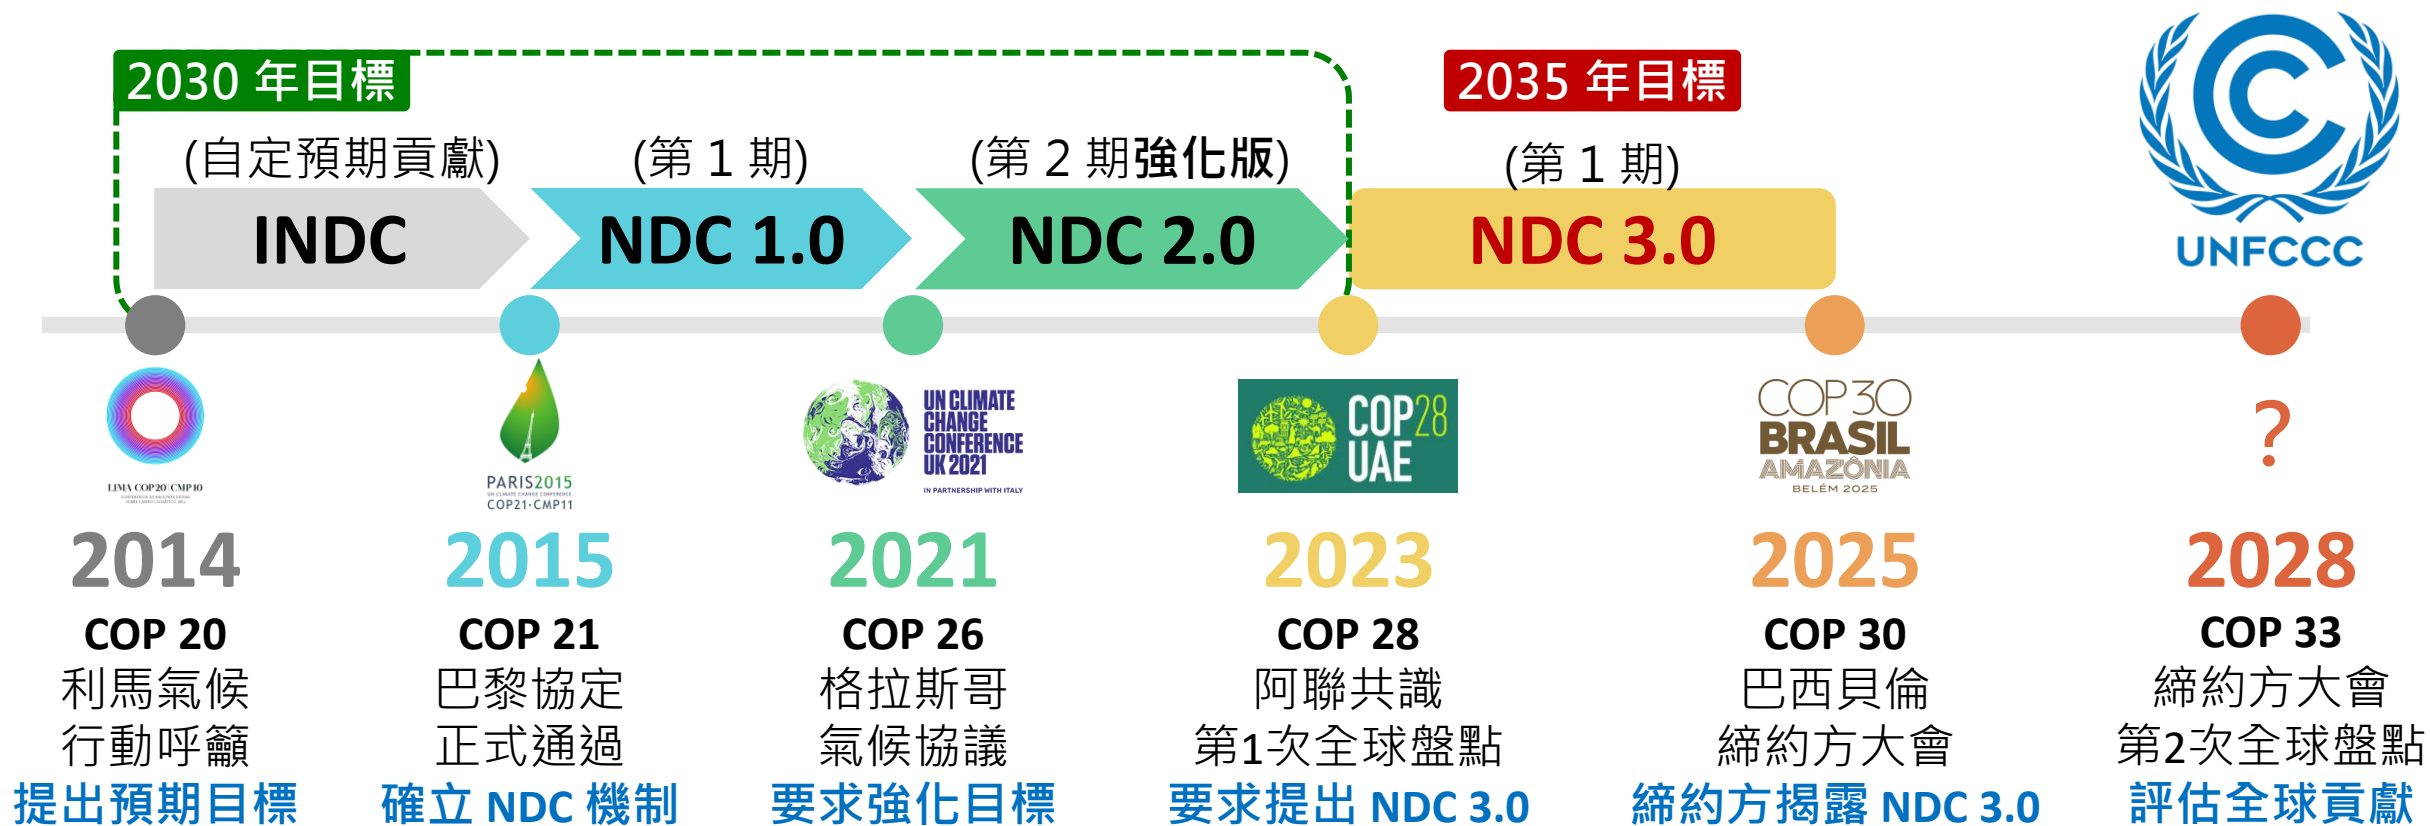 2030 年目標
2035 年目標
(自定預期貢獻)
(第 1 期)
(第 2 期強化版)
(第 1 期)
INDC
NDC 1.0
NDC 2.0
NDC 3.0
UNFCCC
LIMA COP20 | CMP10
PARIS2015
UN CLIMATE CHANGE CONFERENCE
COP21·CMP11
UN CLIMATE
CHANGE
CONFERENCE
UK 2021
IN PARTNERSHIP WITH ITALY
COP28
UAE
COP30
BRASIL
AMAZÔNIA
BELÉM 2025
?
2014
COP 20
利馬氣候
行動呼籲
提出預期目標
2015
COP 21
巴黎協定
正式通過
確立 NDC 機制
2021
COP 26
格拉斯哥
氣候協議
要求強化目標
2023
COP 28
阿聯共識
第1次全球盤點
要求提出 NDC 3.0
2025
COP 30
巴西貝倫
締約方大會
締約方揭露 NDC 3.0
2028
COP 33
締約方大會
第2次全球盤點
評估全球貢獻